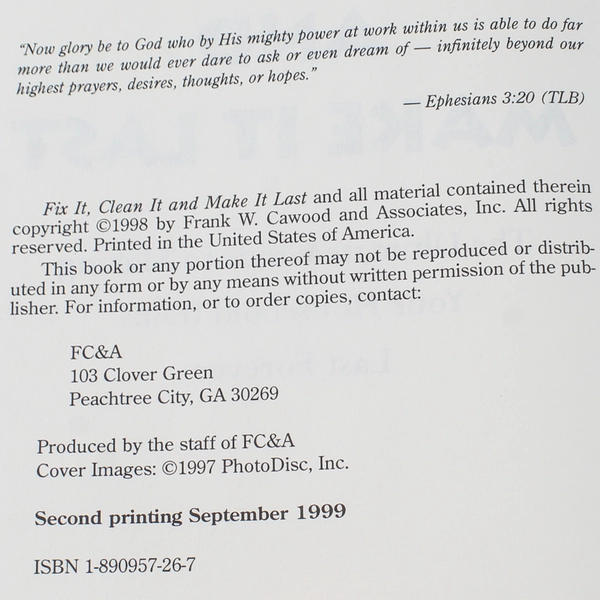 “Now glory be to God who by His mighty power at work within us is able to do far
more than we would ever dare to ask or even dream of — infinitely beyond our
highest prayers, desires, thoughts, or hopes.”
— Ephesians 3:20 (TLB)
Fix It, Clean It and Make It Last and all material contained therein
copyright ©1998 by Frank W. Cawood and Associates, Inc. All rights
reserved. Printed in the United States of America.
This book or any portion thereof may not be reproduced or distrib-
uted in any form or by any means without written permission of the pub-
lisher. For information, or to order copies, contact:
FC&A
103 Clover Green
Peachtree City, GA 30269
Produced by the staff of FC&A
Cover Images: ©1997 PhotoDisc, Inc.
Second printing September 1999
ISBN 1-890957-26-7